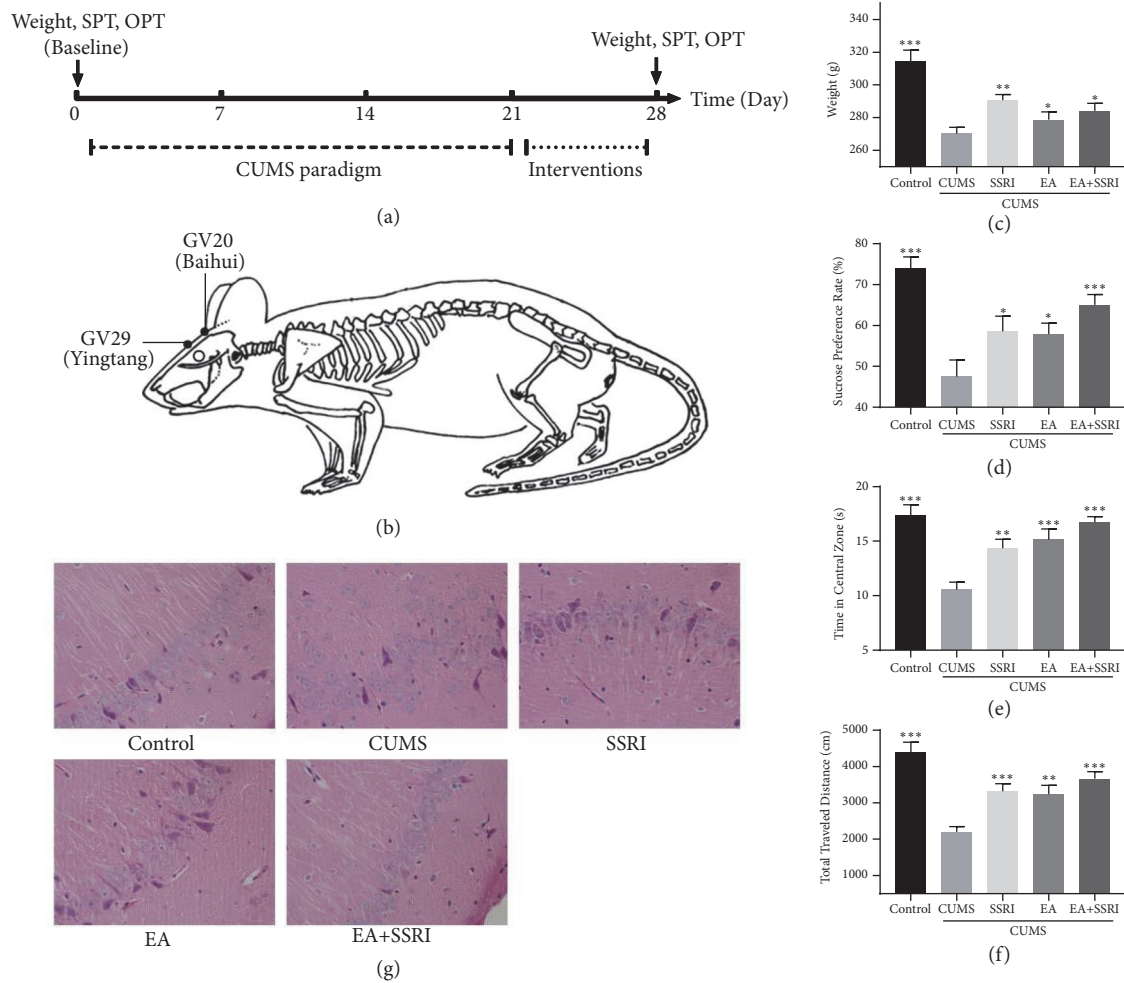 Weight, SPT, OPT
(Baseline)
Weight, SPT, OPT
0
7
14
21
28
Time (Day)
CUMS paradigm
Interventions
(a)
GV20
(Baihui)
GV29
(Yingtang)
(b)
Control
CUMS
SSRI
EA
EA+SSRI
(g)
Weight (g)
340
320
300
280
260
***
**
*
*
Control
CUMS
SSRI
EA
EA+SSRI
CUMS
(c)
Sucrose Preference Rate (%)
80
70
60
50
40
***
*
*
***
Control
CUMS
SSRI
EA
EA+SSRI
CUMS
(d)
Time in Central Zone (s)
20
15
10
5
***
**
***
***
Control
CUMS
SSRI
EA
EA+SSRI
CUMS
(e)
Total Traveled Distance (cm)
5000
4000
3000
2000
1000
***
***
**
***
Control
CUMS
SSRI
EA
EA+SSRI
CUMS
(f)